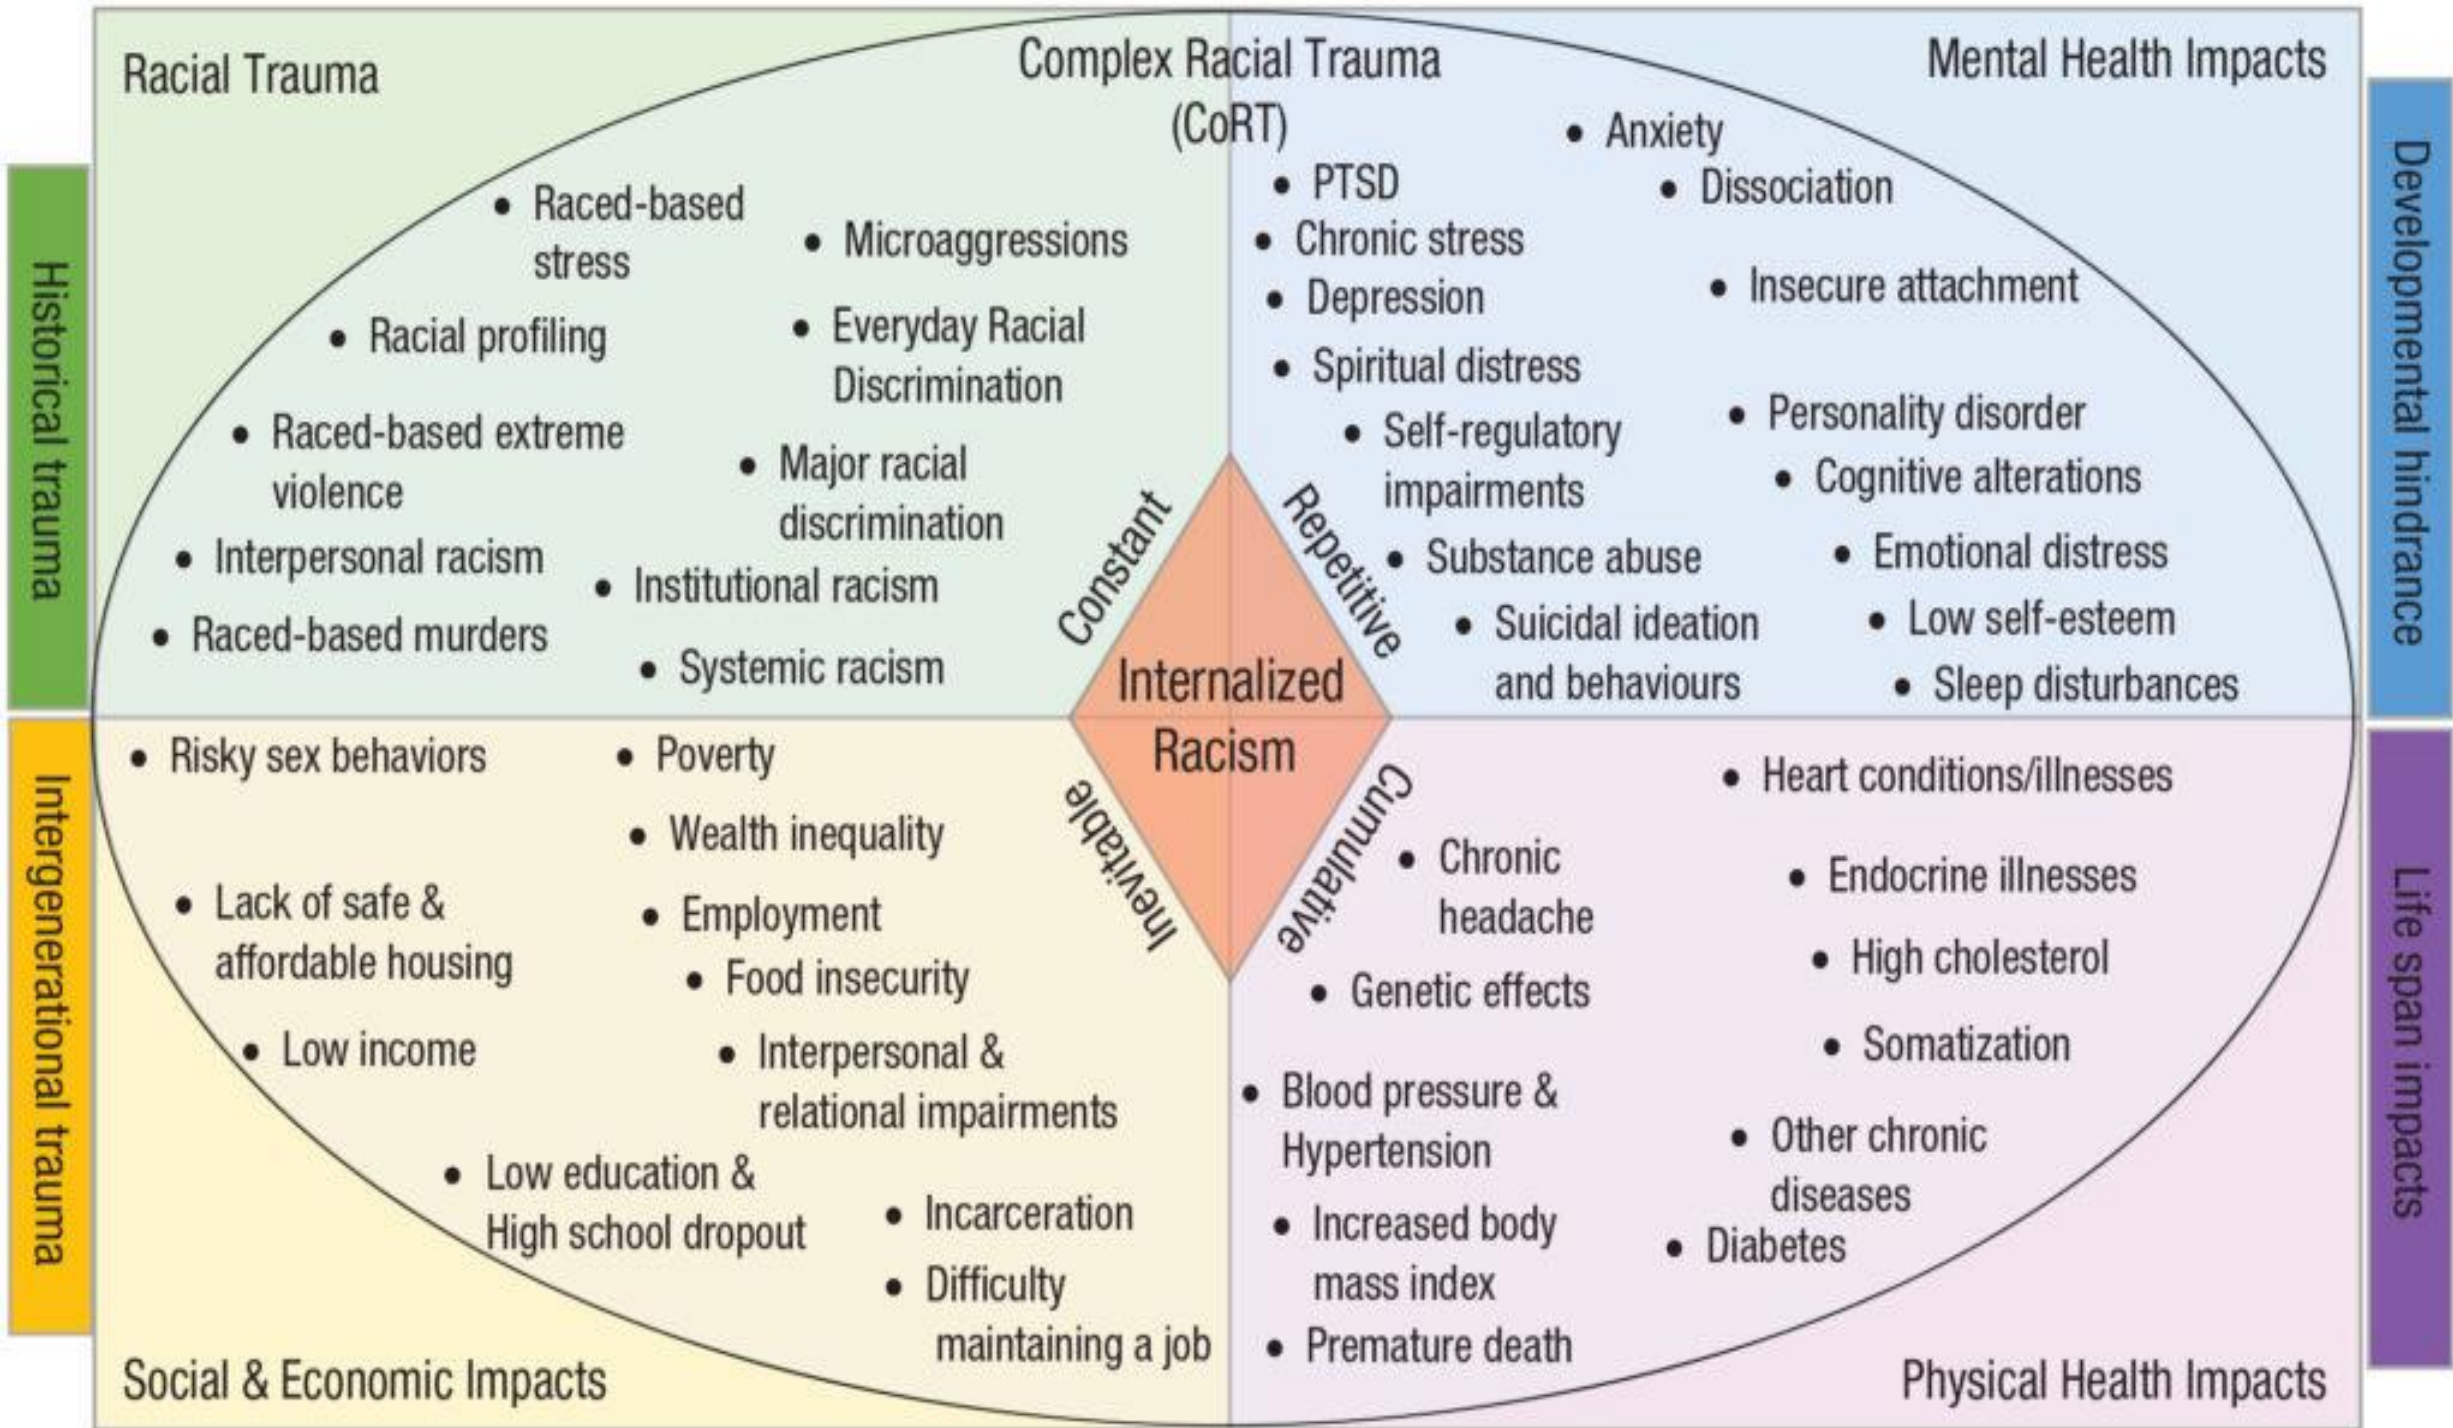 Racial Trauma
Complex Racial Trauma
(CoRT)
Mental Health Impacts
Historical trauma
• Raced-based
stress
• Microaggressions
• Racial profiling
• Everyday Racial
Discrimination
• Raced-based extreme
violence
• Major racial
discrimination
• Interpersonal racism
• Institutional racism
• Raced-based murders
• Systemic racism
Constant
• Anxiety
• PTSD
• Dissociation
• Chronic stress
• Insecure attachment
• Depression
• Spiritual distress
• Personality disorder
• Self-regulatory
impairments
• Cognitive alterations
• Substance abuse
• Emotional distress
• Suicidal ideation
and behaviours
• Low self-esteem
• Sleep disturbances
Repetitive
Developmental hindrance
Internalized
Racism
Intergenerational trauma
• Risky sex behaviors
• Poverty
• Wealth inequality
• Lack of safe &
affordable housing
• Employment
• Food insecurity
• Low income
• Interpersonal &
relational impairments
• Low education &
High school dropout
• Incarceration
• Difficulty
maintaining a job
Inevitable
Social & Economic Impacts
Cumulative
• Heart conditions/illnesses
• Chronic
headache
• Endocrine illnesses
• High cholesterol
• Genetic effects
• Somatization
• Blood pressure &
Hypertension
• Other chronic
diseases
• Increased body
mass index
• Diabetes
• Premature death
Physical Health Impacts
Life span impacts